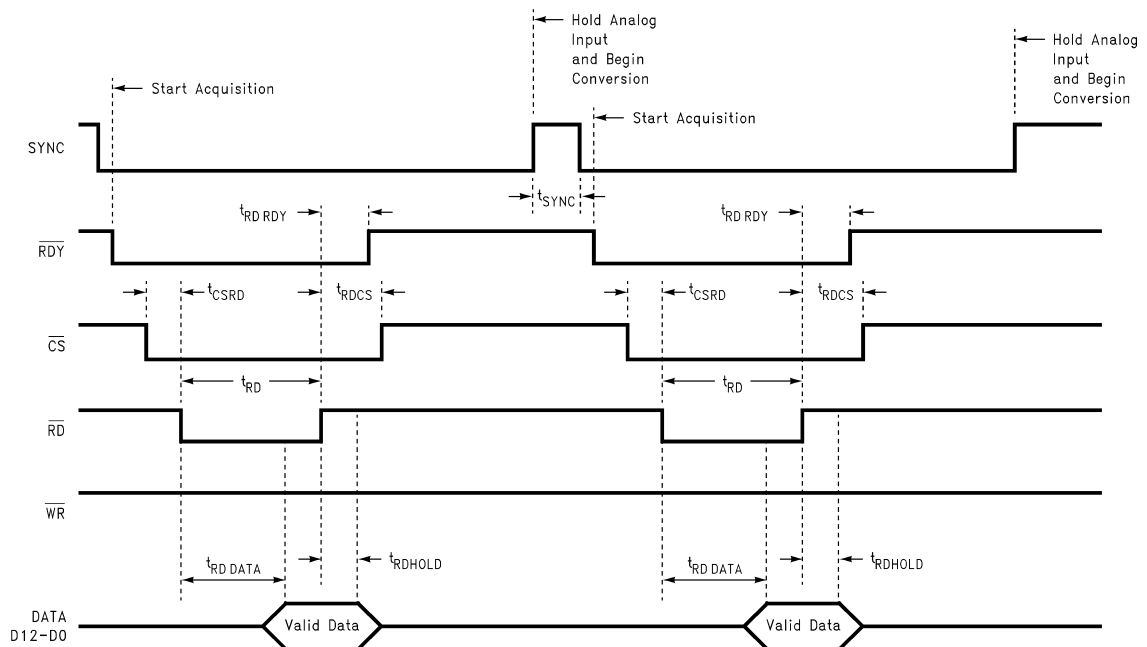 Hold Analog
Input
and Begin
Conversion
Hold Analog
Input
and Begin
Conversion
Start Acquisition
Start Acquisition
SYNC
tSYNC
tRD RDY
tRD RDY
RDY
tCSRD
tRDCS
tCSRD
tRDCS
CS
tRD
tRD
RD
WR
tRD DATA
tRDHOLD
tRD DATA
tRDHOLD
DATA
D12-D0
Valid Data
Valid Data